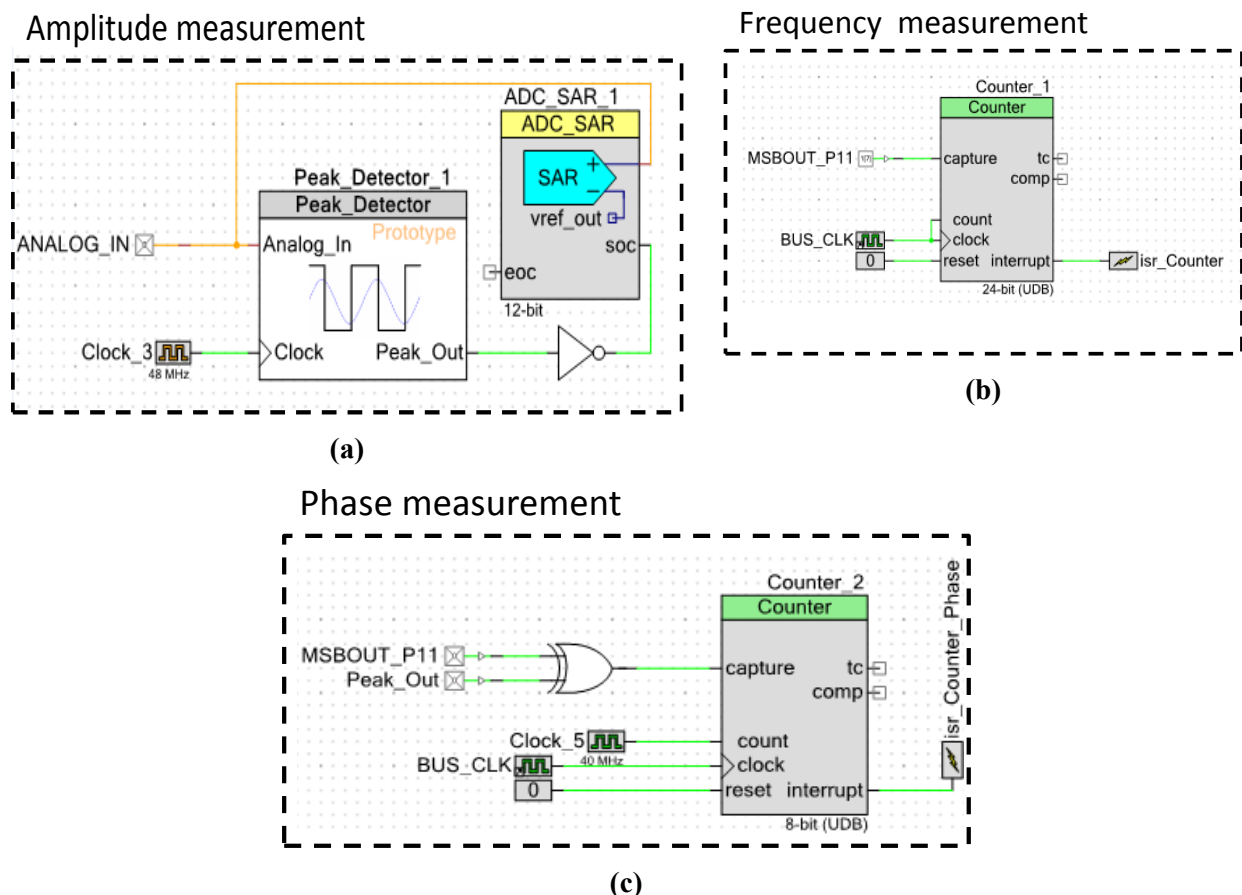 Amplitude measurement
ADC_SAR_1
ADC_SAR
SAR
+
−
vref_out
soc
eoc
12-bit
Peak_Detector_1
Peak_Detector
Prototype
ANALOG_IN
Analog_In
Clock_3
48 MHz
Clock
Peak_Out
(a)
Frequency measurement
Counter_1
Counter
MSBOUT_P11
capture
tc
comp
count
BUS_CLK
clock
0
reset
interrupt
isr_Counter
24-bit (UDB)
(b)
Phase measurement
Counter_2
Counter
MSBOUT_P11
Peak_Out
capture
tc
comp
Clock_5
40 MHz
count
BUS_CLK
clock
0
reset
interrupt
isr_Counter_Phase
8-bit (UDB)
(c)